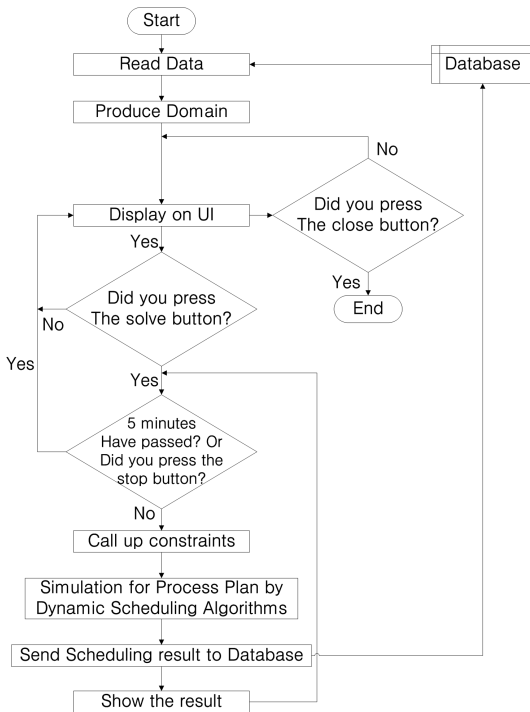 Start
Read Data
Database
Produce Domain
No
Did you press
The close button?
Display on UI
Yes
Yes
End
Did you press
The solve button?
No
Yes
Yes
5 minutes
Have passed? Or
Did you press the
stop button?
No
Call up constraints
Simulation for Process Plan by
Dynamic Scheduling Algorithms
Send Scheduling result to Database
Show the result